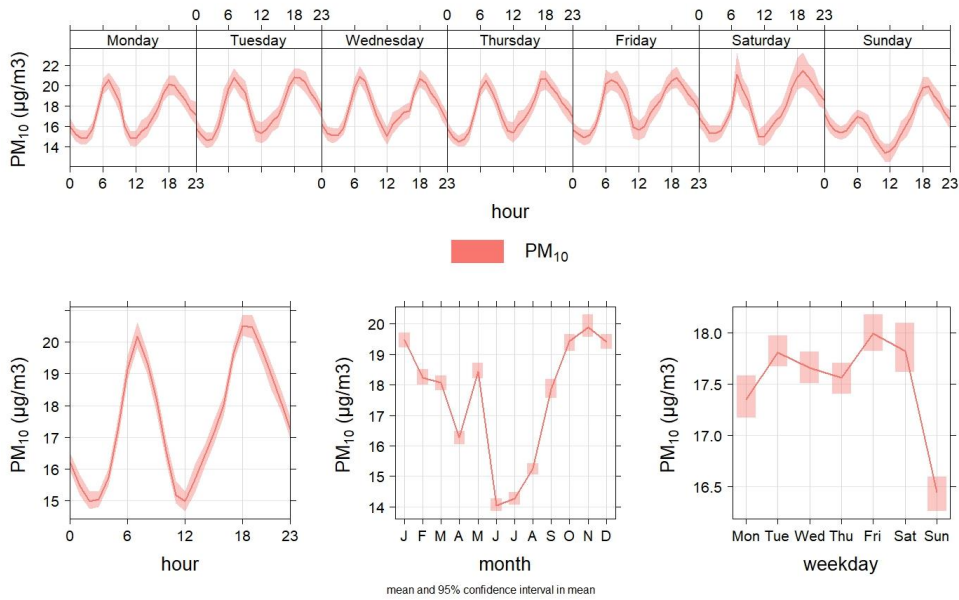 0 6 12 18 23 0 6 12 18 23 0 6 12 18 23
Monday Tuesday Wednesday Thursday Friday Saturday Sunday
PM₁₀ (µg/m3)
22
20
18
16
14
0 6 12 18 23 0 6 12 18 23 0 6 12 18 23 0 6 12 18 23
hour
PM₁₀
PM₁₀ (µg/m3)
20
19
18
17
16
15
0 6 12 18 23
hour
PM₁₀ (µg/m3)
20
19
18
17
16
15
14
J F M A M J J A S O N D
month
PM₁₀ (µg/m3)
18.0
17.5
17.0
16.5
Mon Tue Wed Thu Fri Sat Sun
weekday
mean and 95% confidence interval in mean